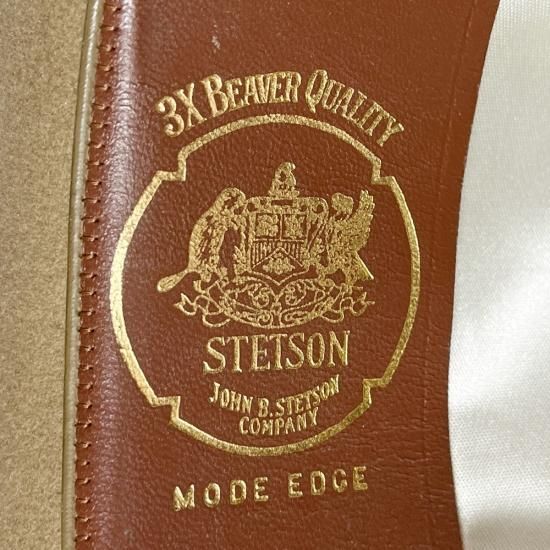 3X BEAVER QUALITY
STETSON
JOHN B. STETSON
COMPANY
MODE EDGE